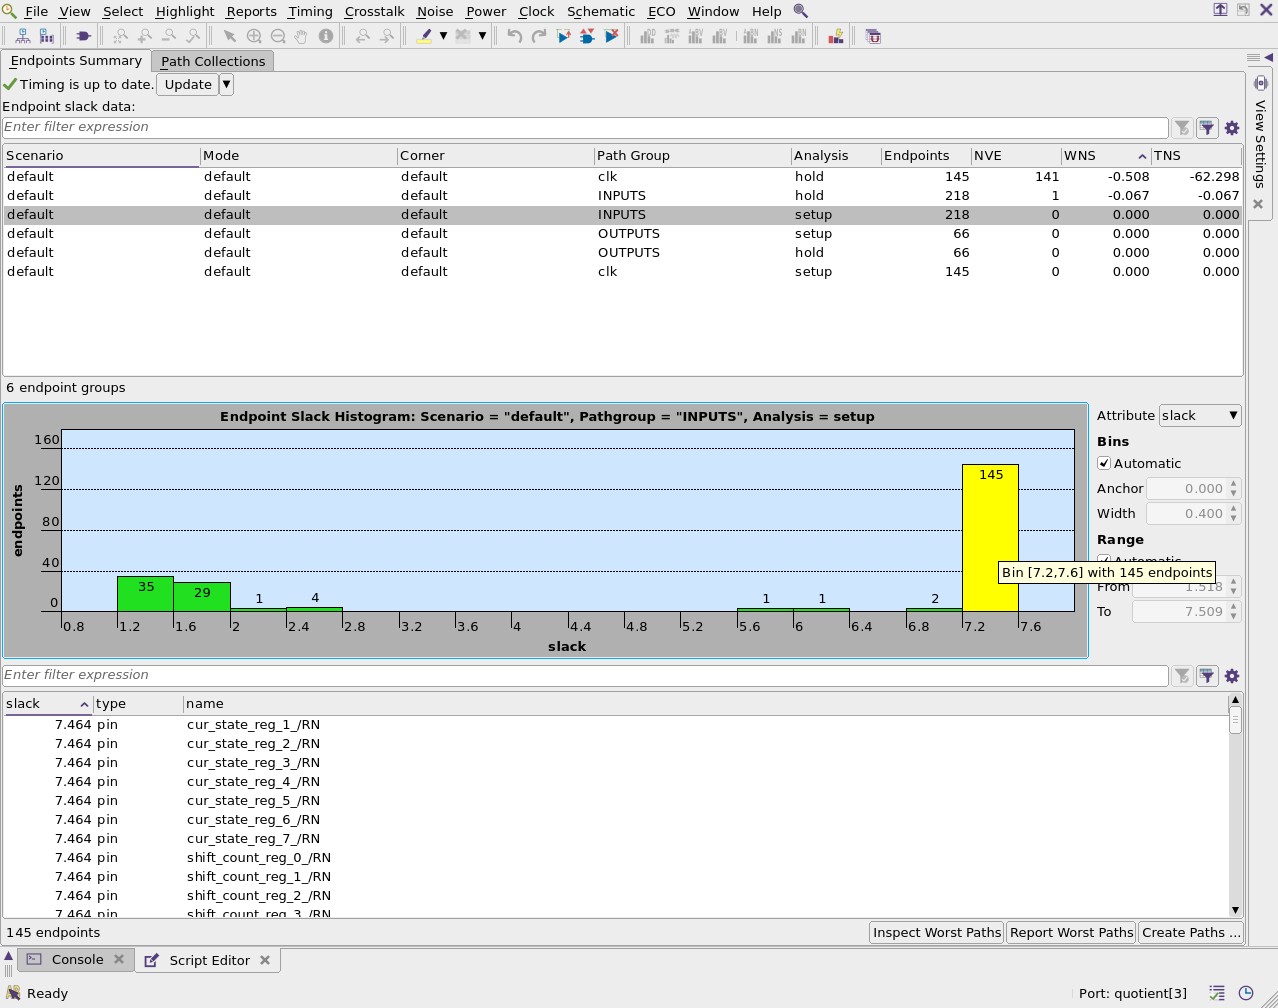 File View Select Highlight Reports Timing Crosstalk Noise Power Clock Schematic ECO Window Help
Endpoints Summary Path Collections
Timing is up to date. Update
Endpoint slack data:
Enter filter expression
Scenario Mode Corner Path Group Analysis Endpoints NVE WNS TNS
default default default clk hold 145 141 -0.508 -62.298
default default default INPUTS hold 218 1 -0.067 -0.067
default default default INPUTS setup 218 0 0.000 0.000
default default default OUTPUTS setup 66 0 0.000 0.000
default default default OUTPUTS hold 66 0 0.000 0.000
default default default clk setup 145 0 0.000 0.000
6 endpoint groups
View Settings
Endpoint Slack Histogram: Scenario = "default", Pathgroup = "INPUTS", Analysis = setup
endpoints
160
120
80
40
0
35 29 1 4 1 1 2 145
0.8 1.2 1.6 2 2.4 2.8 3.2 3.6 4 4.4 4.8 5.2 5.6 6 6.4 6.8 7.2 7.6
slack
Attribute slack
Bins
Automatic
Anchor 0.000
Width 0.400
Range
Automatic
Bin [7.2,7.6] with 145 endpoints
From 1.518
To 7.509
Enter filter expression
slack type name
7.464 pin cur_state_reg_1_/RN
7.464 pin cur_state_reg_2_/RN
7.464 pin cur_state_reg_3_/RN
7.464 pin cur_state_reg_4_/RN
7.464 pin cur_state_reg_5_/RN
7.464 pin cur_state_reg_6_/RN
7.464 pin cur_state_reg_7_/RN
7.464 pin shift_count_reg_0_/RN
7.464 pin shift_count_reg_1_/RN
7.464 pin shift_count_reg_2_/RN
7.464 pin shift_count_reg_3_/RN
145 endpoints Inspect Worst Paths Report Worst Paths Create Paths ...
Console Script Editor
Ready Port: quotient[3]